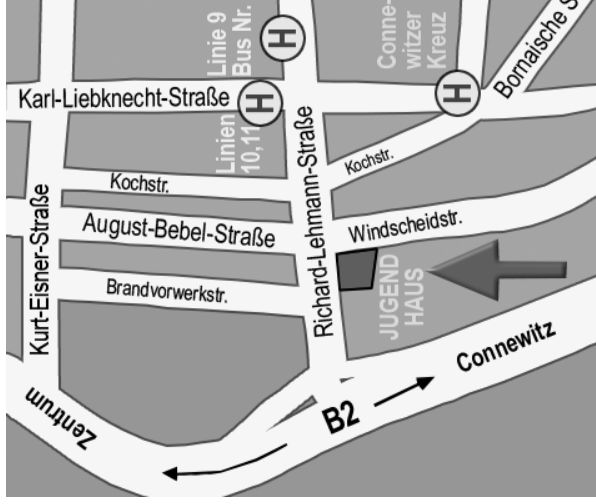 Linie 9
Bus Nr.
H
Conne-
witzer
Kreuz
Bornaische S
Karl-Liebknecht-Straße
H
H
Linien
10,11
Kochstr.
Kochstr.
Richard-Lehmann-Straße
August-Bebel-Straße
Windscheidstr.
Kurt-Eisner-Straße
Brandvorwerkstr.
JUGEND
HAUS
Connewitz
B2
Zentrum